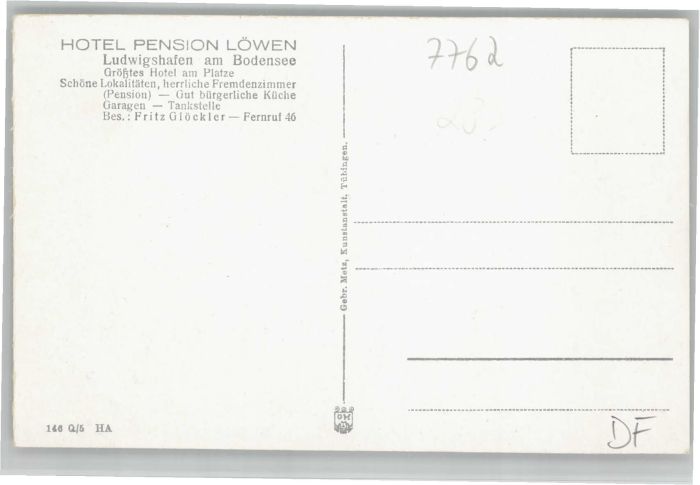 HOTEL PENSION LÖWEN
Ludwigshafen am Bodensee
Größtes Hotel am Platze
Schöne Lokalitäten, herrliche Fremdenzimmer
(Pension) — Gut bürgerliche Küche
Garagen — Tankstelle
Bes.: Fritz Glöckler — Fernruf 46
146 Q/5 HA
Gebr. Metz, Kunstanstalt, Tübingen.
7762
DF